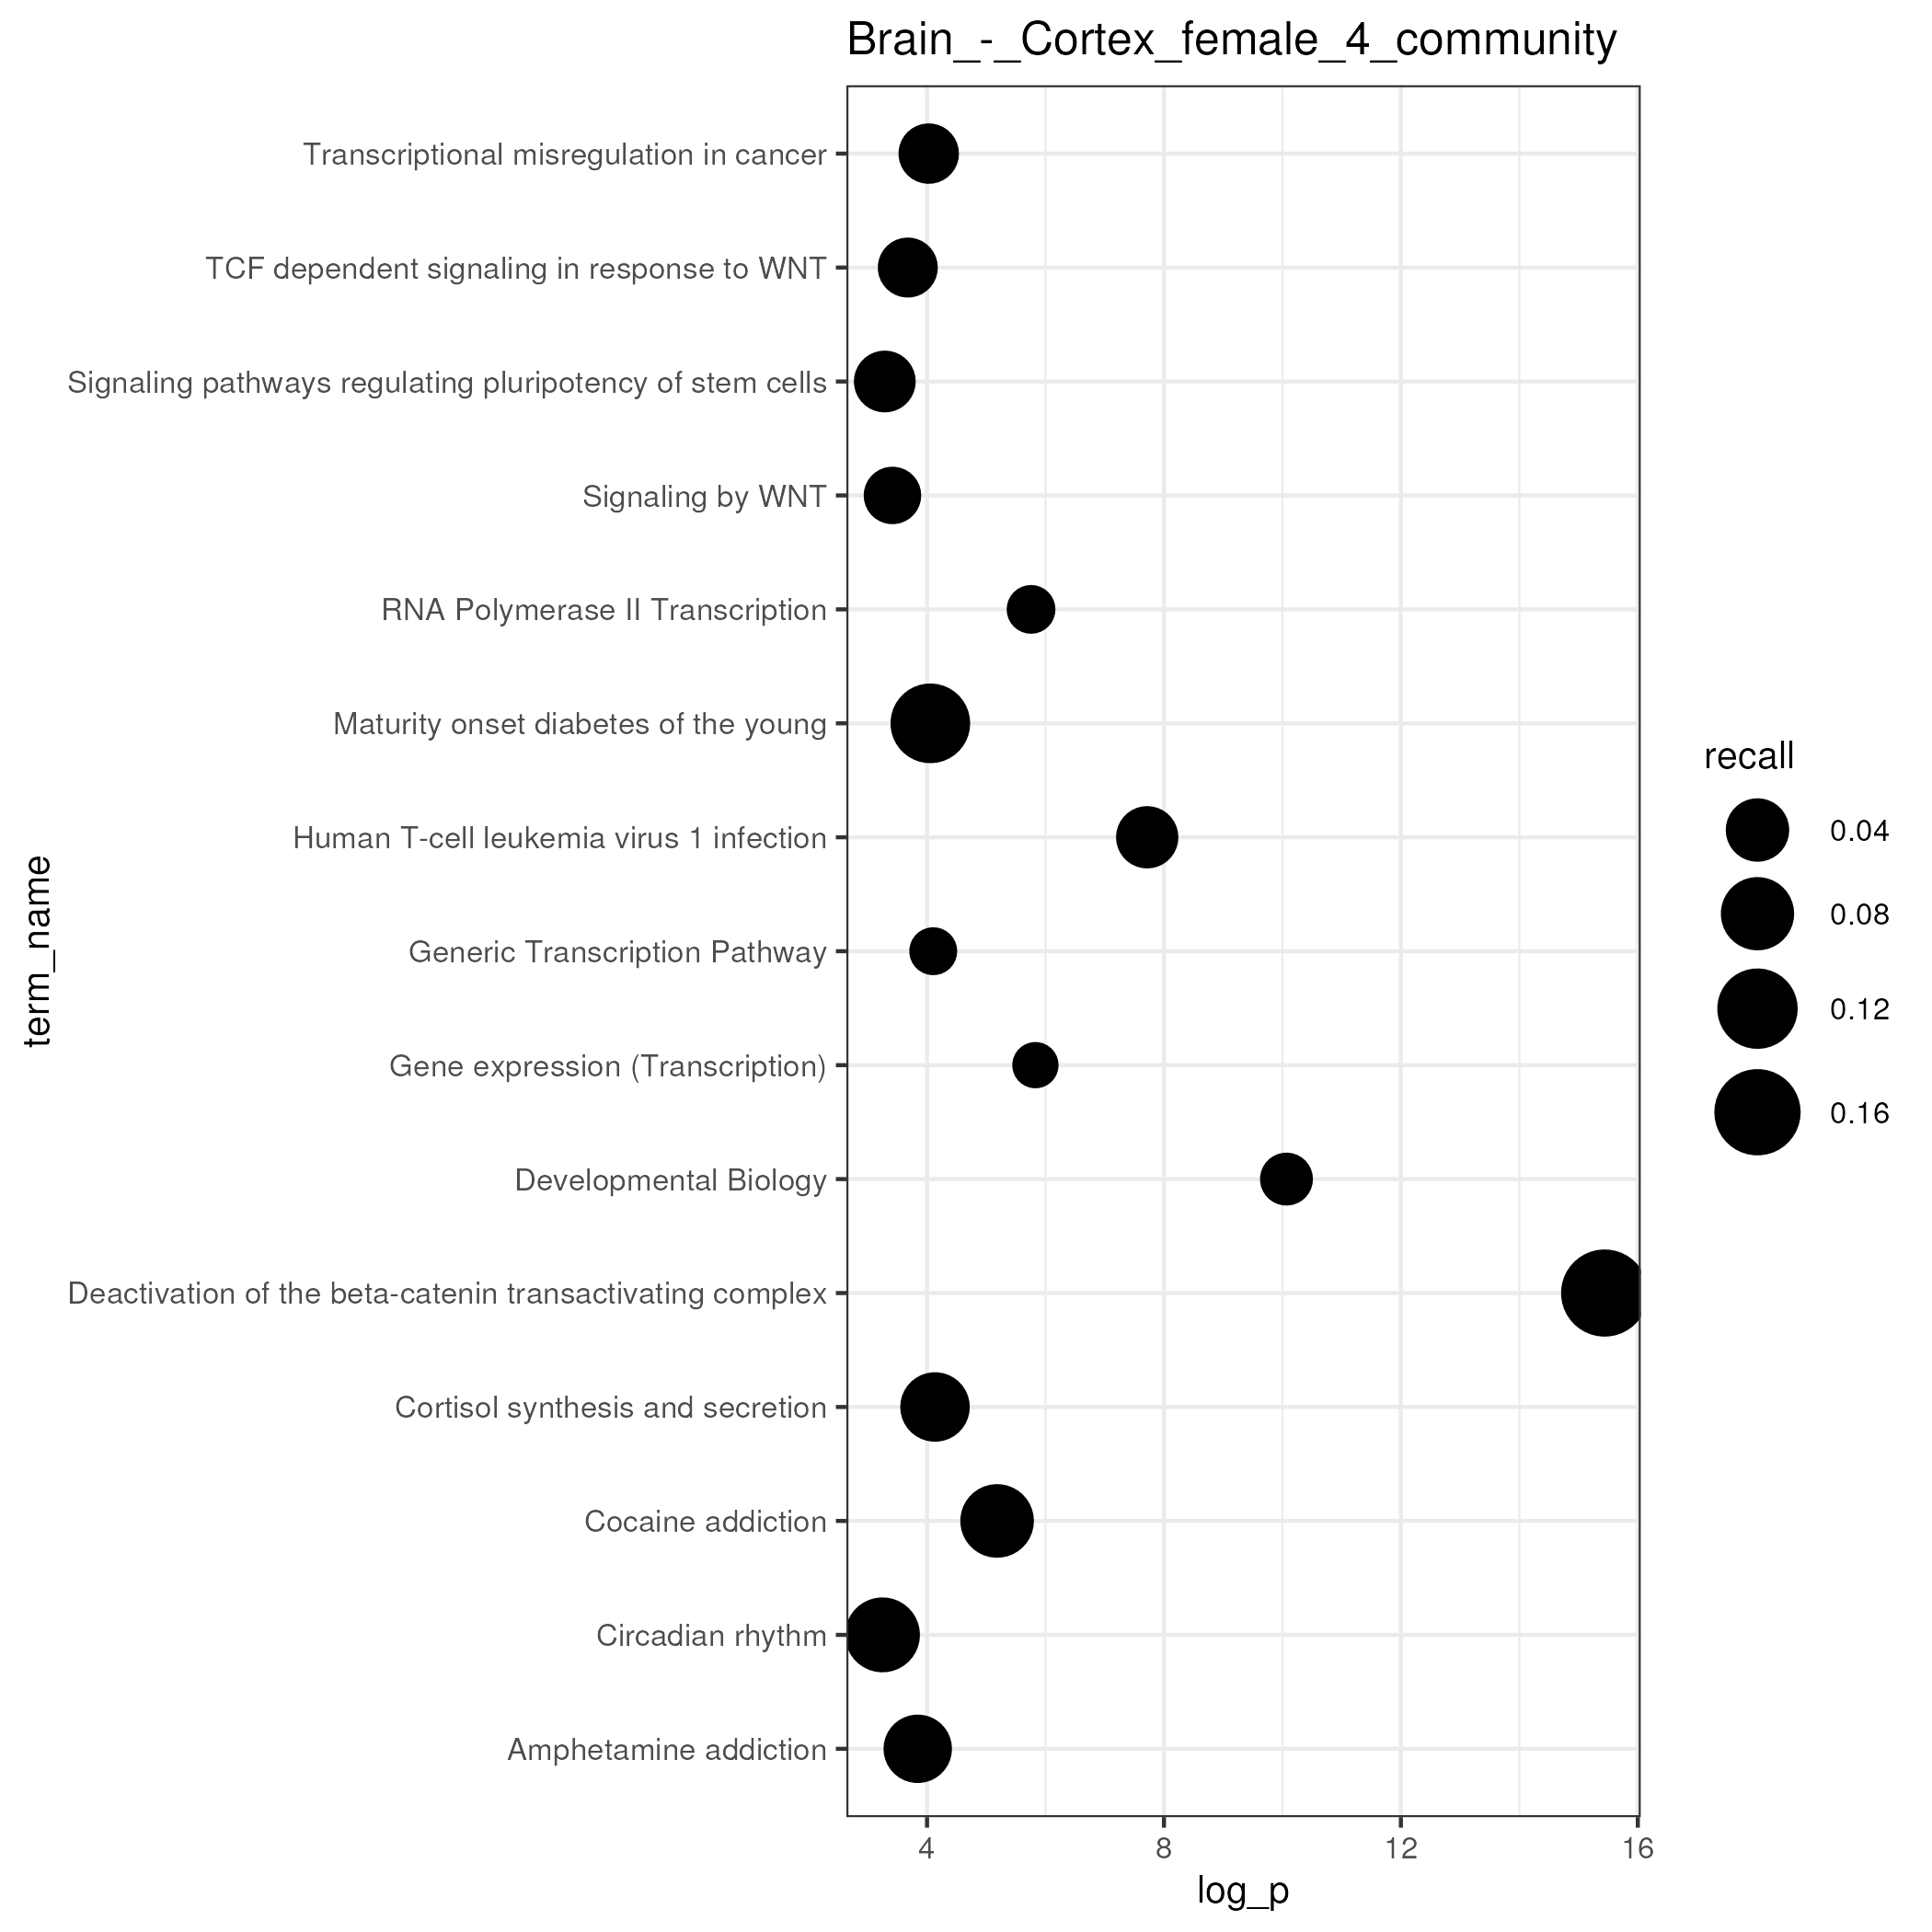 Brain_-_Cortex_female_4_community
Transcriptional misregulation in cancer
TCF dependent signaling in response to WNT
Signaling pathways regulating pluripotency of stem cells
Signaling by WNT
RNA Polymerase II Transcription
Maturity onset diabetes of the young
Human T-cell leukemia virus 1 infection
Generic Transcription Pathway
Gene expression (Transcription)
Developmental Biology
Deactivation of the beta-catenin transactivating complex
Cortisol synthesis and secretion
Cocaine addiction
Circadian rhythm
Amphetamine addiction
term_name
4 8 12 16
log_p
recall
0.04
0.08
0.12
0.16